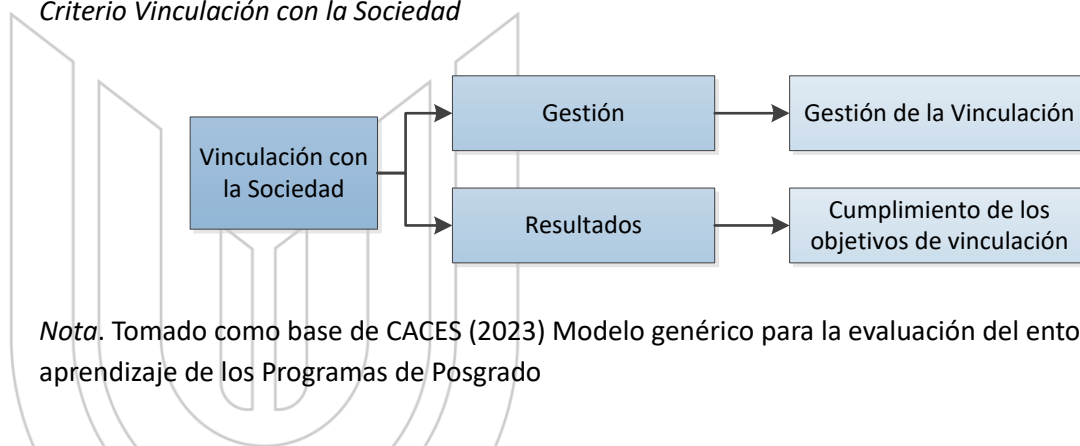 Criterio Vinculación con la Sociedad
Vinculación con
la Sociedad
Gestión
Gestión de la Vinculación
Resultados
Cumplimiento de los
objetivos de vinculación
Nota. Tomado como base de CACES (2023) Modelo genérico para la evaluación del ento
aprendizaje de los Programas de Posgrado